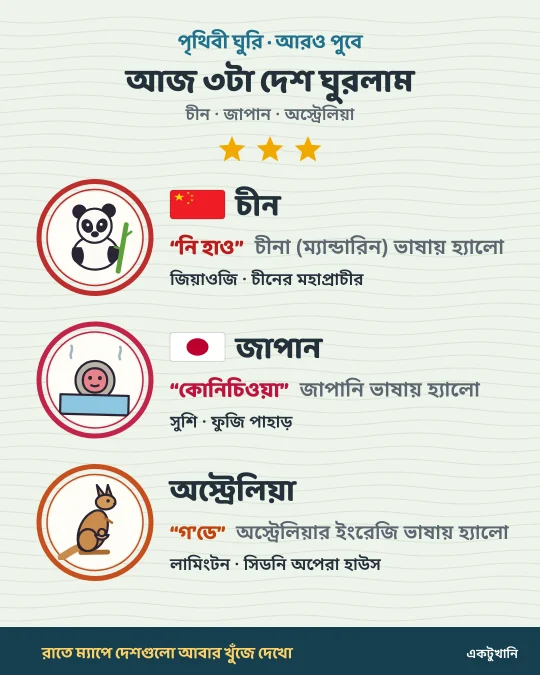 পৃথিবী ঘুরি · আরও পুবে
আজ ৩টা দেশ ঘুরলাম
চীন · জাপান · অস্ট্রেলিয়া
চীন
“নি হাও” চীনা (ম্যান্ডারিন) ভাষায় হ্যালো
জিয়াওজি · চীনের মহাপ্রাচীর
জাপান
“কোনিচিওয়া” জাপানি ভাষায় হ্যালো
সুশি · ফুজি পাহাড়
অস্ট্রেলিয়া
“গ’ডে” অস্ট্রেলিয়ার ইংরেজি ভাষায় হ্যালো
লামিংটন · সিডনি অপেরা হাউস
রাতে ম্যাপে দেশগুলো আবার খুঁজে দেখো
একটুখানি